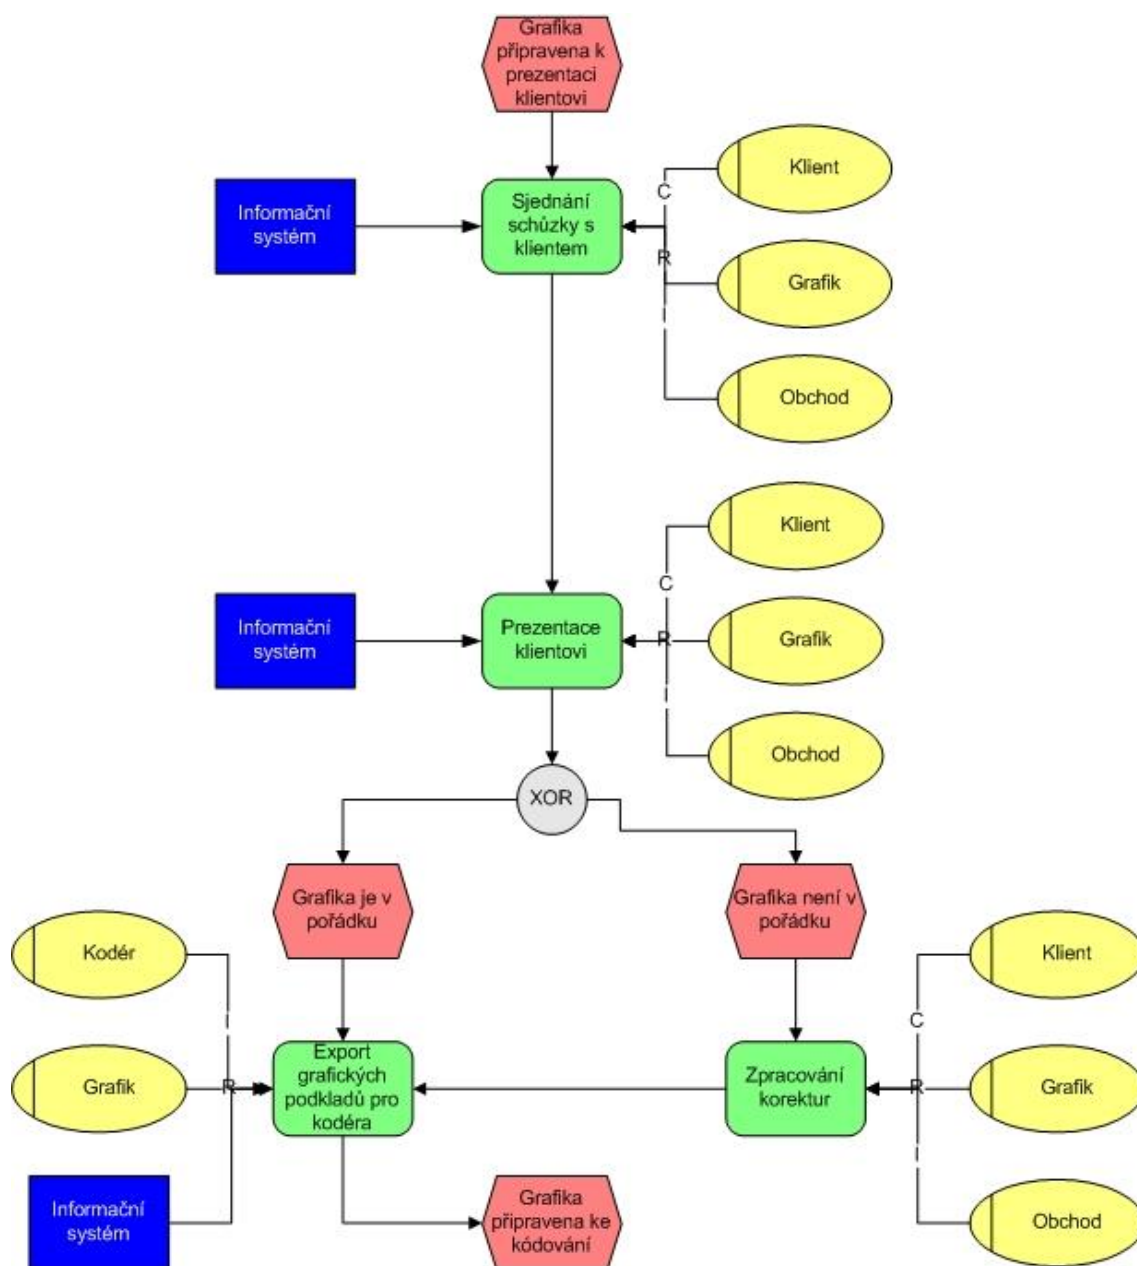 Grafika
připravena k
prezentaci
klientovi
Klient
C
Informační
systém
Sjednání
schůzky s
klientem
R
Grafik
I
Obchod
Klient
C
Informační
systém
Prezentace
klientovi
R
Grafik
I
Obchod
XOR
Grafika je v
pořádku
Grafika není v
pořádku
Kodér
Klient
I
C
Grafik
R
Export
grafických
podkladů pro
kodéra
Zpracování
korektur
R
Grafik
I
Informační
systém
Grafika
připravena ke
kódování
Obchod